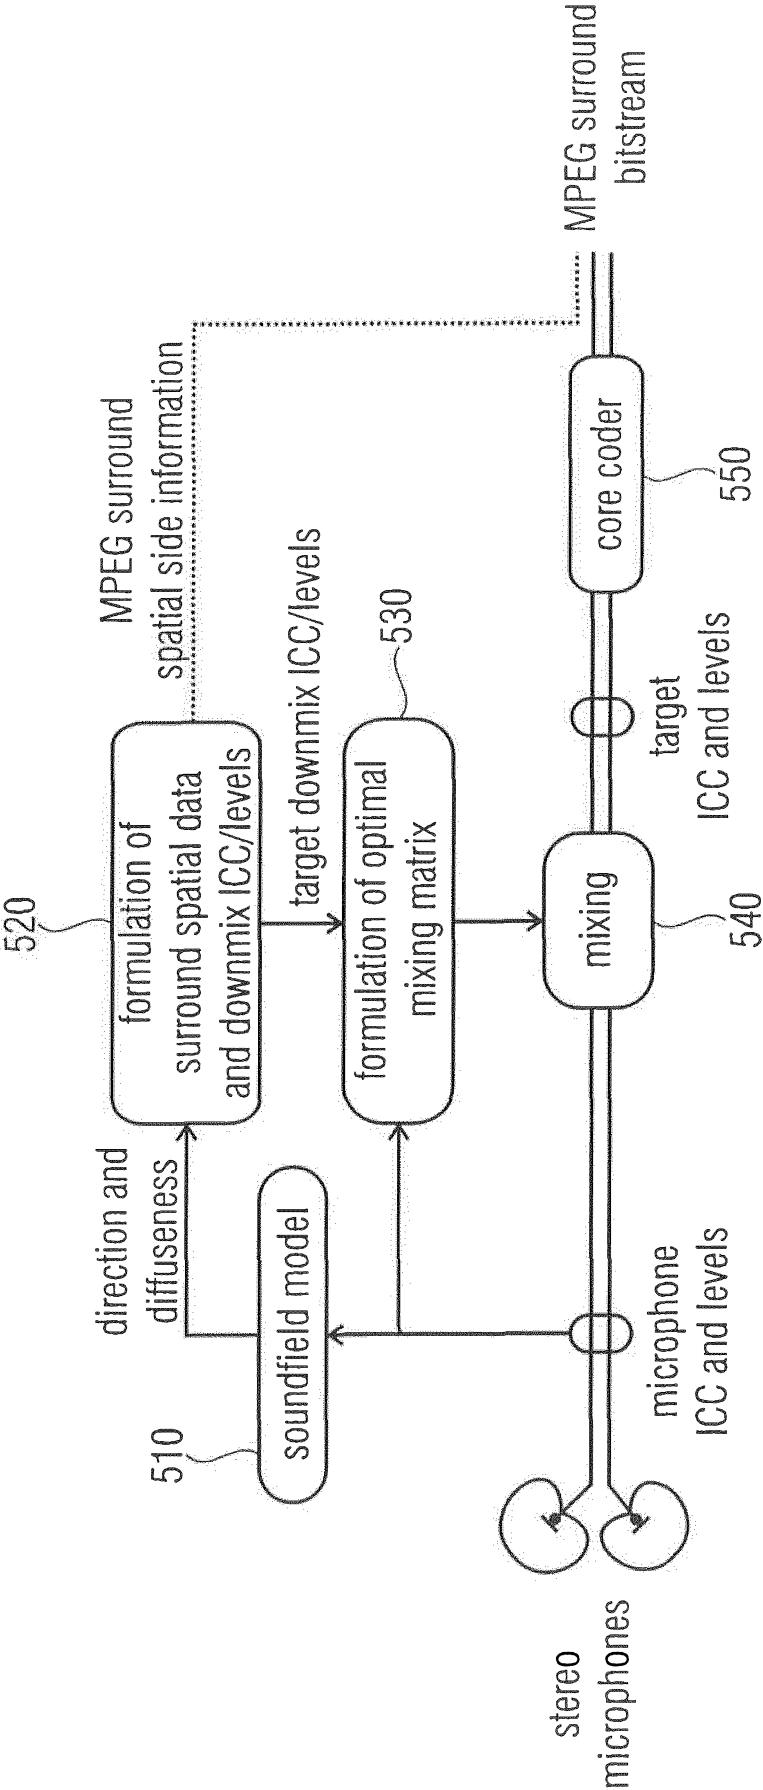 MPEG surround
spatial side information
520
formulation of
surround spatial data
and downmix ICC/levels
direction and
diffuseness
target downmix ICC/levels
530
510
soundfield model
formulation of optimal
mixing matrix
stereo
microphones
microphone
ICC and levels
mixing
540
target
ICC and levels
core coder
550
MPEG surround
bitstream